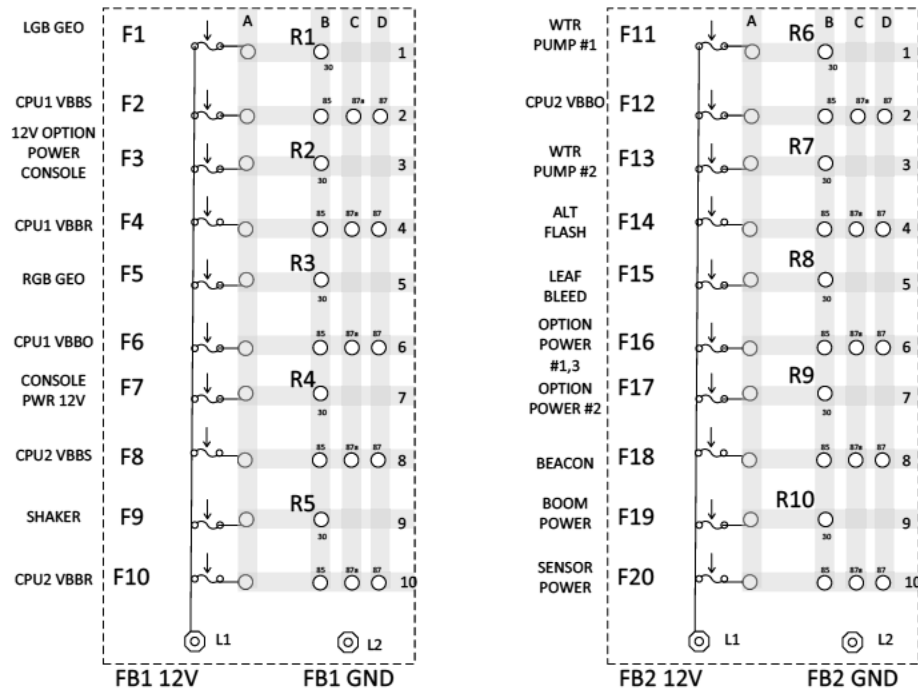 A B C D
LGB GEO F1 R1 1
30
85 87a 87
CPU1 VBBS F2 2
12V OPTION
POWER
CONSOLE
F3 R2 3
30
85 87a 87
CPU1 VBBR F4 4
RGB GEO F5 R3 5
30
85 87a 87
CPU1 VBBO F6 6
CONSOLE
PWR 12V
F7 R4 7
30
85 87a 87
CPU2 VBBS F8 8
SHAKER F9 R5 9
30
85 87a 87
CPU2 VBBR F10 10
L1 L2
FB1 12V FB1 GND
A B C D
WTR
PUMP #1
F11 R6 1
30
85 87a 87
CPU2 VBBO F12 2
WTR
PUMP #2
F13 R7 3
30
85 87a 87
ALT
FLASH
F14 4
LEAF
BLEED
F15 R8 5
30
85 87a 87
OPTION
POWER
#1,3
F16 6
OPTION
POWER #2
F17 R9 7
30
85 87a 87
BEACON F18 8
BOOM
POWER
F19 R10 9
30
85 87a 87
SENSOR
POWER
F20 10
L1 L2
FB2 12V FB2 GND